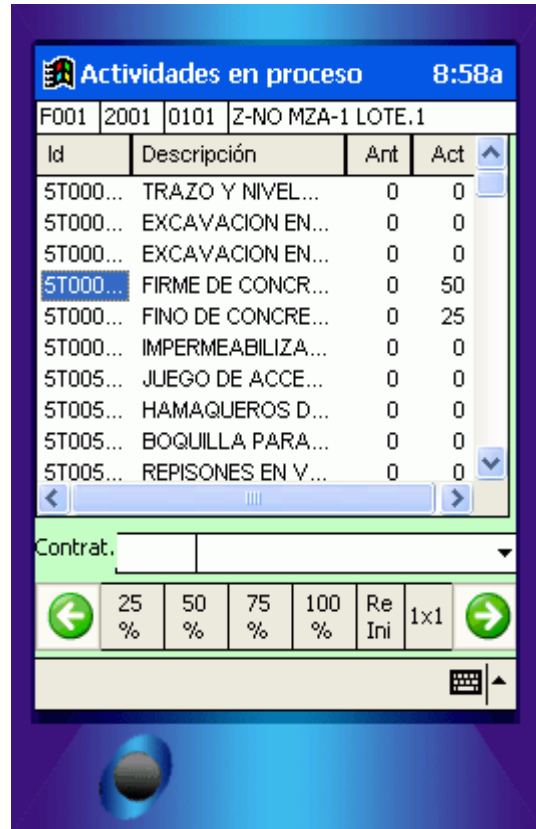 Actividades en proceso 8:58a
F001 2001 0101 Z-NO MZA-1 LOTE.1
Id Descripción Ant Act
5T000... TRAZO Y NIVEL... 0 0
5T000... EXCAVACION EN... 0 0
5T000... EXCAVACION EN... 0 0
5T000... FIRME DE CONCR... 0 50
5T000... FINO DE CONCRE... 0 25
5T000... IMPERMEABILIZA... 0 0
5T005... JUEGO DE ACCE... 0 0
5T005... HAMAQUEROS D... 0 0
5T005... BOQUILLA PARA... 0 0
5T005... REPISONES EN V... 0 0
Contrat.
25 50 75 100 Re 1x1
% % % % Ini